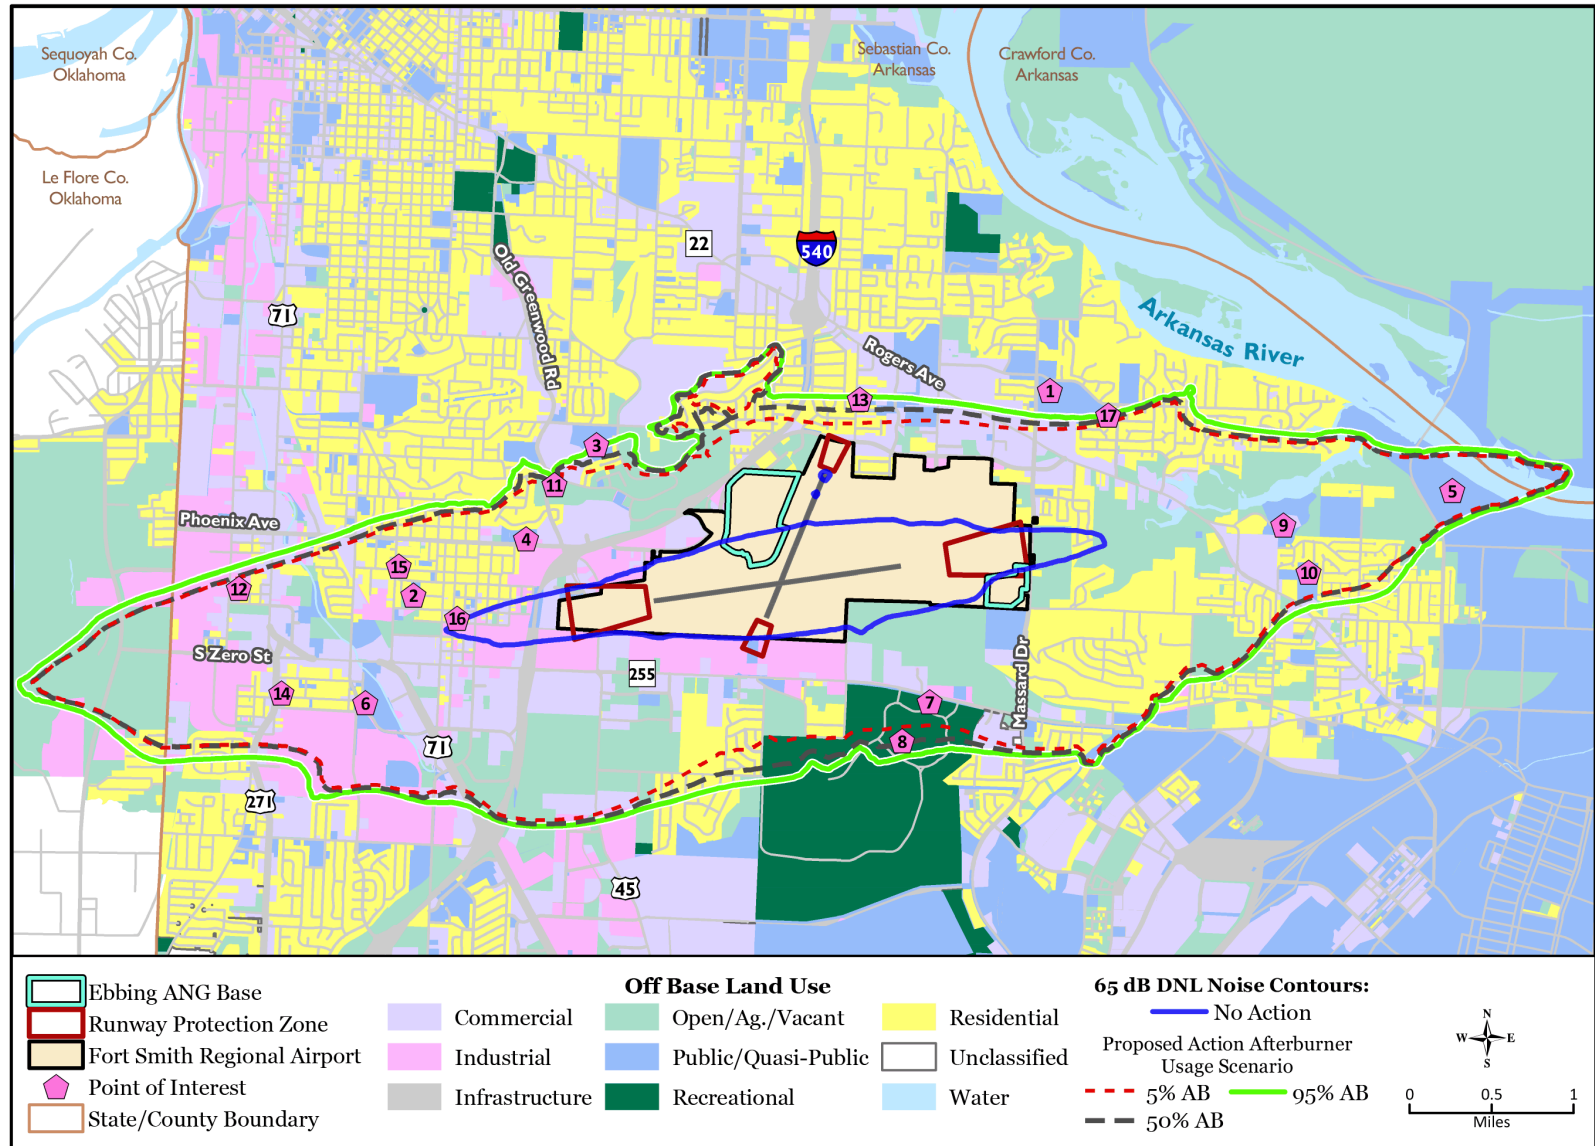 Sequoyah Co.
Oklahoma
Sebastian Co.
Arkansas
Crawford Co.
Arkansas
Le Flore Co.
Oklahoma
22
540
Old Greenwood Rd
71
Arkansas River
Rogers Ave
1
13
17
3
11
5
Phoenix Ave
9
4
15
10
12
2
16
S Zero St
255
Massard Dr
14
6
7
8
71
271
45
Ebbing ANG Base
Runway Protection Zone
Fort Smith Regional Airport
Point of Interest
State/County Boundary
Off Base Land Use
Commercial
Industrial
Infrastructure
Open/Ag./Vacant
Public/Quasi-Public
Recreational
Residential
Unclassified
Water
65 dB DNL Noise Contours:
No Action
Proposed Action Afterburner
Usage Scenario
5% AB
95% AB
50% AB
N
W E
S
0 0.5 1
Miles